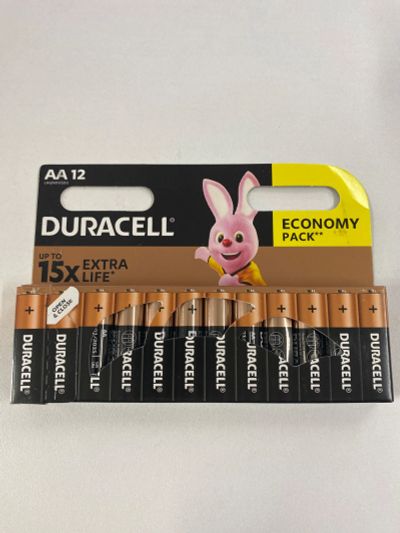 AA 12
DURACELL
ECONOMY
PACK**
UP TO
15X EXTRA
LIFE*
OPEN
& CLOSE
+ + + + + + + + + +
DURACELL DURACELL DURACELL DURACELL DURACELL DURACELL DURACELL DURACELL DURACELL DURACELL DURACELL DURACELL